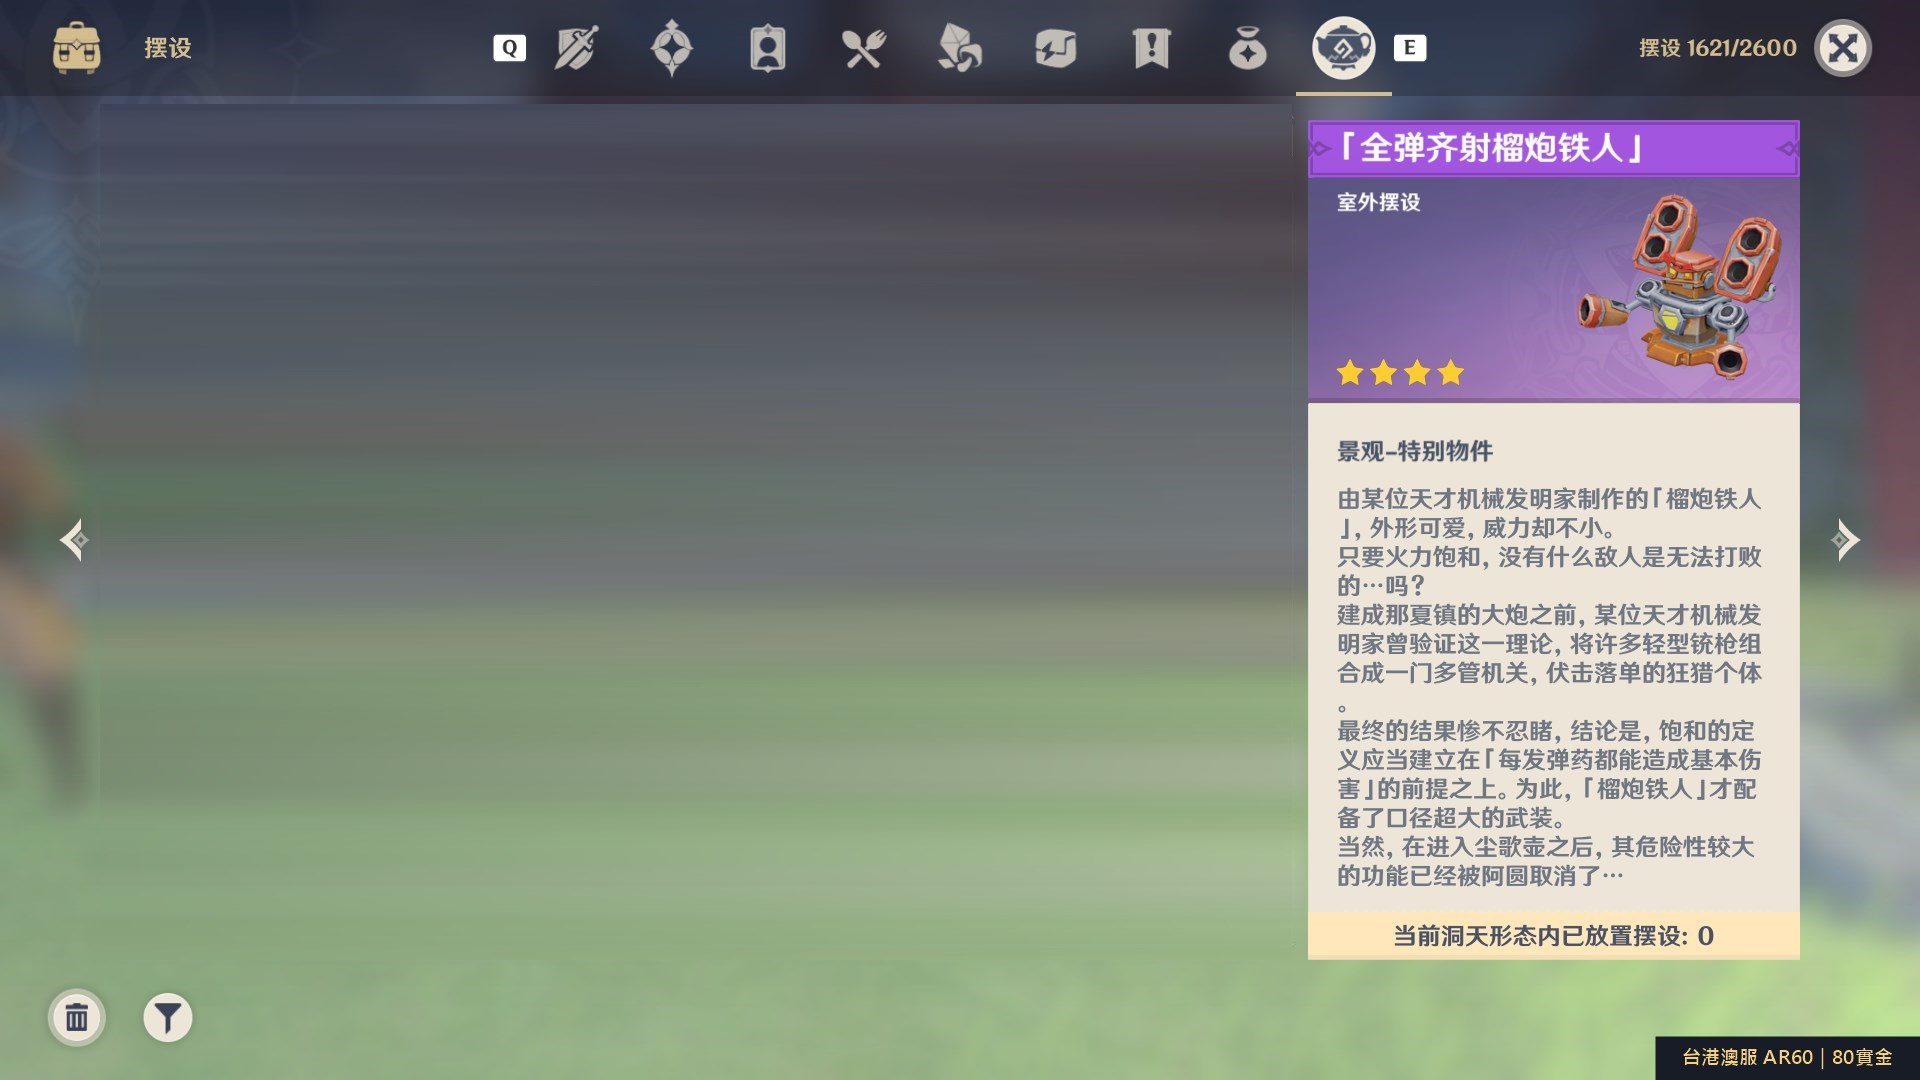 摆设
Q
E
摆设 1621/2600
「全弹齐射榴炮铁人」
室外摆设
景观-特别物件
由某位天才机械发明家制作的「榴炮铁人
」，外形可爱，威力却不小。
只要火力饱和，没有什么敌人是无法打败
的…吗？
建成那夏镇的大炮之前，某位天才机械发
明家曾验证这一理论，将许多轻型铳枪组
合成一门多管机关，伏击落单的狂猎个体
。
最终的结果惨不忍睹，结论是，饱和的定
义应当建立在「每发弹药都能造成基本伤
害」的前提之上。为此，「榴炮铁人」才配
备了口径超大的武装。
当然，在进入尘歌壶之后，其危险性较大
的功能已经被阿圆取消了…
当前洞天形态内已放置摆设: 0
台港澳服 AR60 | 80實金